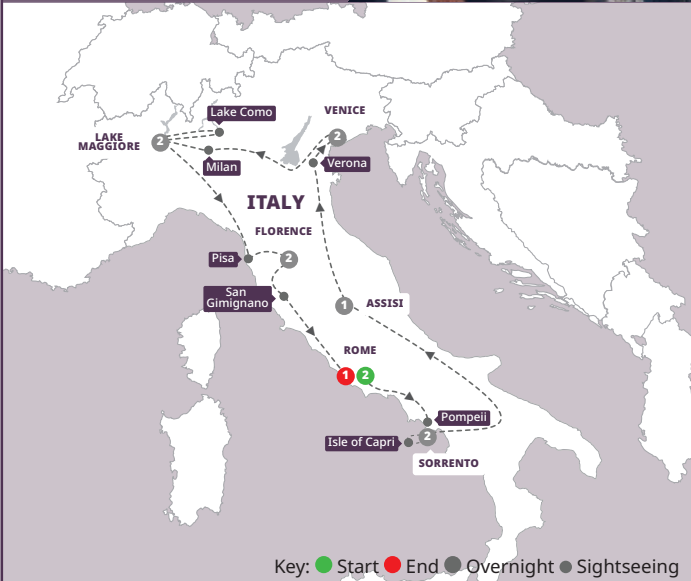 Lake Como
VENICE
2
LAKE
MAGGIORE
2
Milan
Verona
ITALY
FLORENCE
Pisa
2
San
Gimignano
1
ASSISI
ROME
1
2
Pompeii
Isle of Capri
2
SORRENTO
Key: Start End Overnight Sightseeing